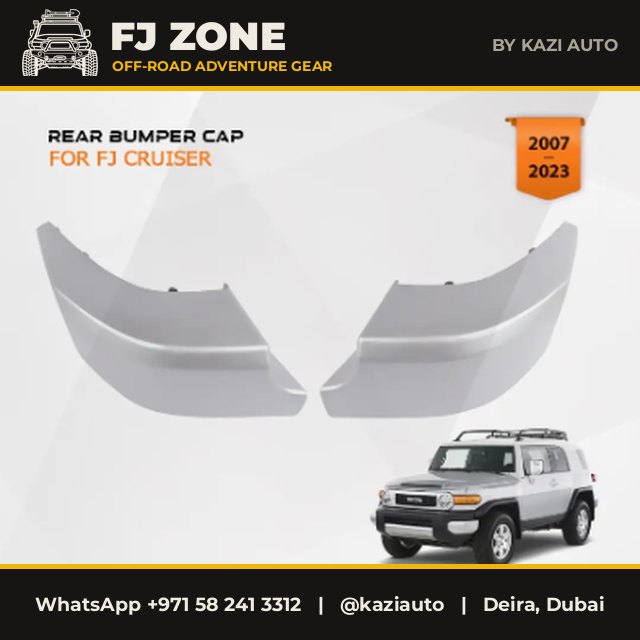 FJ ZONE
OFF-ROAD ADVENTURE GEAR
BY KAZI AUTO
REAR BUMPER CAP
FOR FJ CRUISER
2007
—
2023
WhatsApp +971 58 241 3312 | @kaziauto | Deira, Dubai